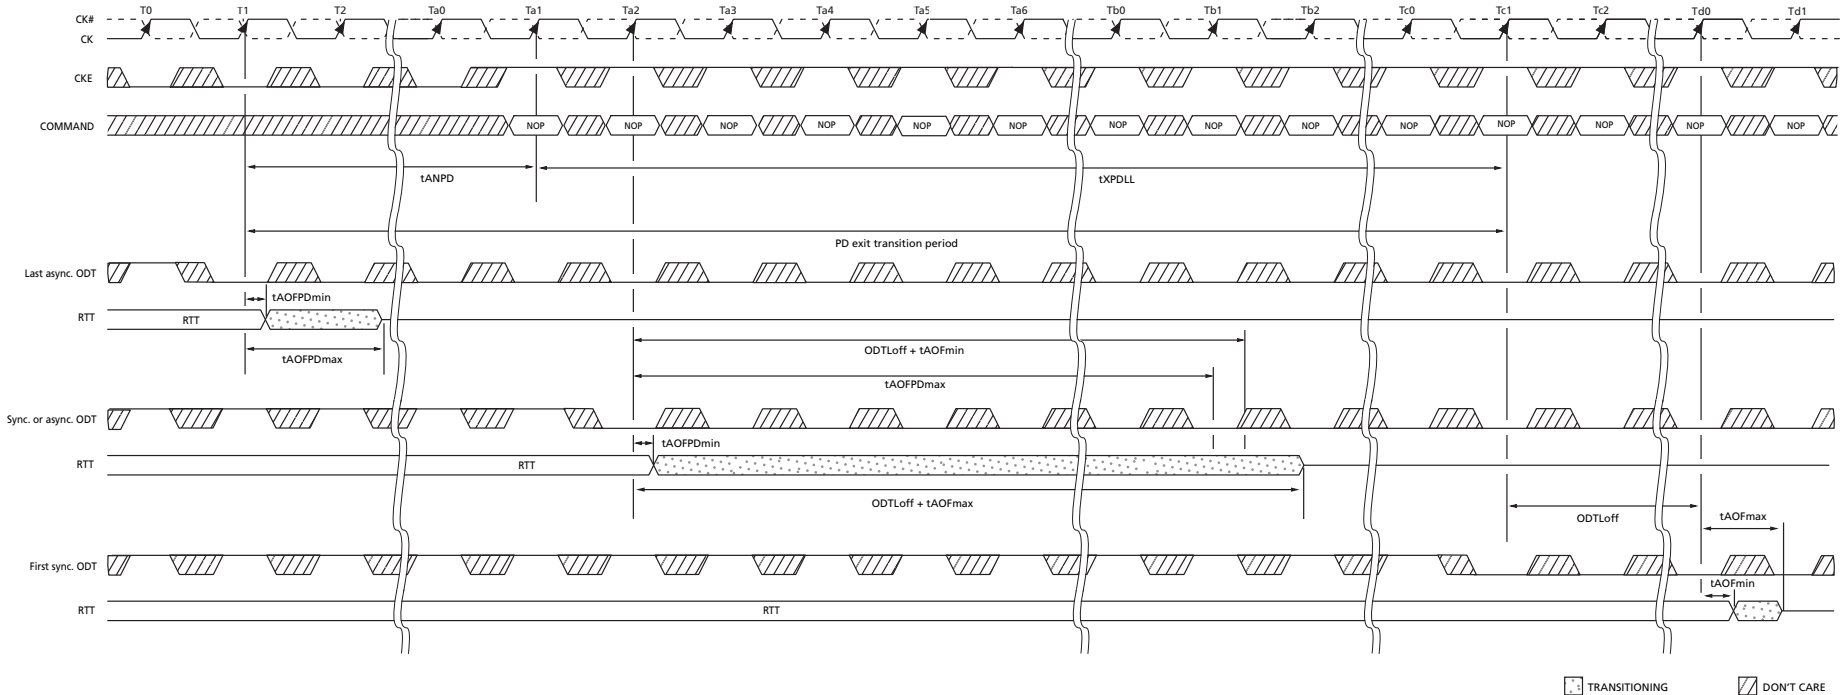 T0 T1 T2 Ta0 Ta1 Ta2 Ta3 Ta4 Ta5 Ta6 Tb0 Tb1 Tb2 Tc0 Tc1 Tc2 Td0 Td1
CK#
CK
CKE
COMMAND NOP NOP NOP NOP NOP NOP NOP NOP NOP NOP NOP NOP NOP NOP
tANPD tXPDLL
PD exit transition period
Last async. ODT
tAOFPDmin
RTT RTT
tAOFPDmax
ODTLoff + tAOFmin
tAOFPDmax
Sync. or async. ODT
tAOFPDmin
RTT RTT
ODTLoff + tAOFmax
ODTLoff tAOFmax
First sync. ODT
tAOFmin
RTT RTT
TRANSITIONING DON'T CARE